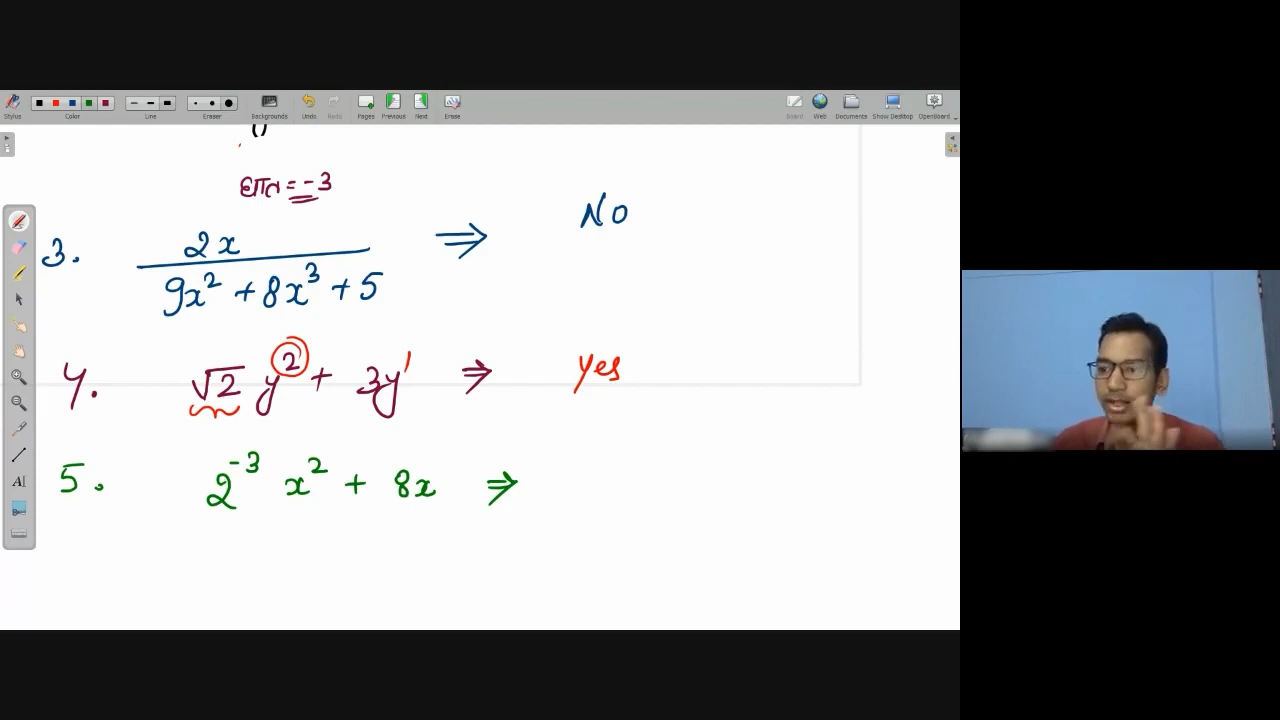 Stylus
Color
Line
Eraser
Backgrounds
Undo
Redo
Pages
Previous
Next
Erase
Board
Web
Documents
Show Desktop
OpenBoard
घात = -3
3. 2x / 9x² + 8x³ + 5 ⇒ No
4. √2 y² + 3y¹ ⇒ Yes
5. 2⁻³ x² + 8x ⇒